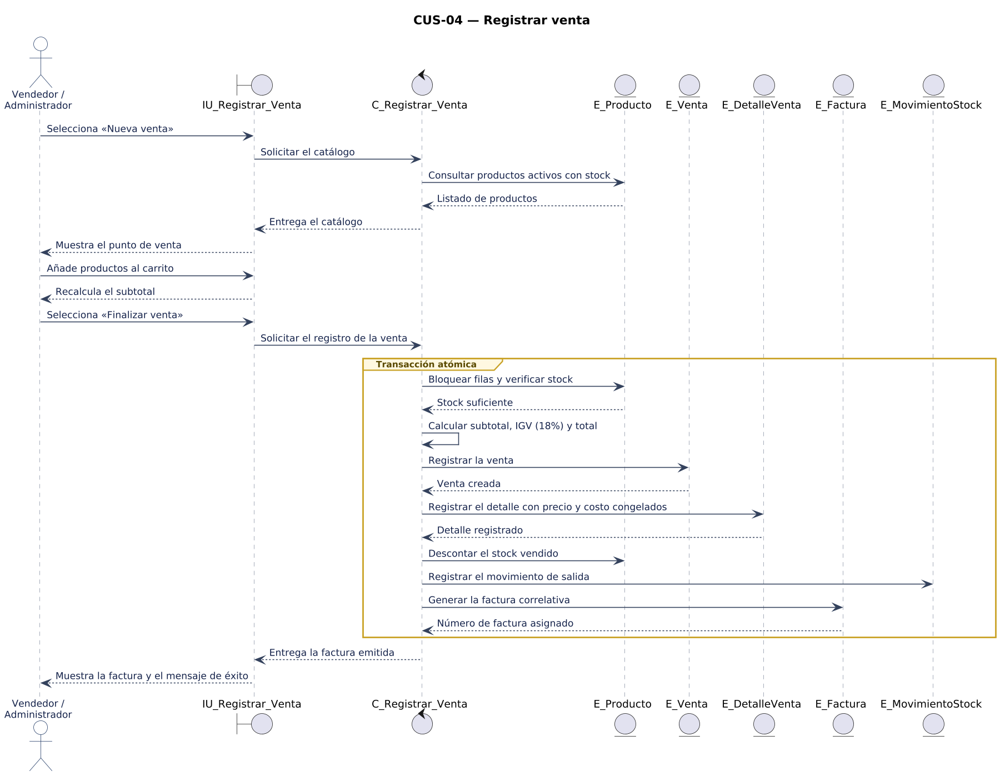 CUS-04 — Registrar venta
Vendedor /
Administrador
IU_Registrar_Venta
C_Registrar_Venta
E_Producto
E_Venta
E_DetalleVenta
E_Factura
E_MovimientoStock
Selecciona «Nueva venta»
Solicitar el catálogo
Consultar productos activos con stock
Listado de productos
Entrega el catálogo
Muestra el punto de venta
Añade productos al carrito
Recalcula el subtotal
Selecciona «Finalizar venta»
Solicitar el registro de la venta
Transacción atómica
Bloquear filas y verificar stock
Stock suficiente
Calcular subtotal, IGV (18%) y total
Registrar la venta
Venta creada
Registrar el detalle con precio y costo congelados
Detalle registrado
Descontar el stock vendido
Registrar el movimiento de salida
Generar la factura correlativa
Número de factura asignado
Entrega la factura emitida
Muestra la factura y el mensaje de éxito
Vendedor /
Administrador
IU_Registrar_Venta
C_Registrar_Venta
E_Producto
E_Venta
E_DetalleVenta
E_Factura
E_MovimientoStock